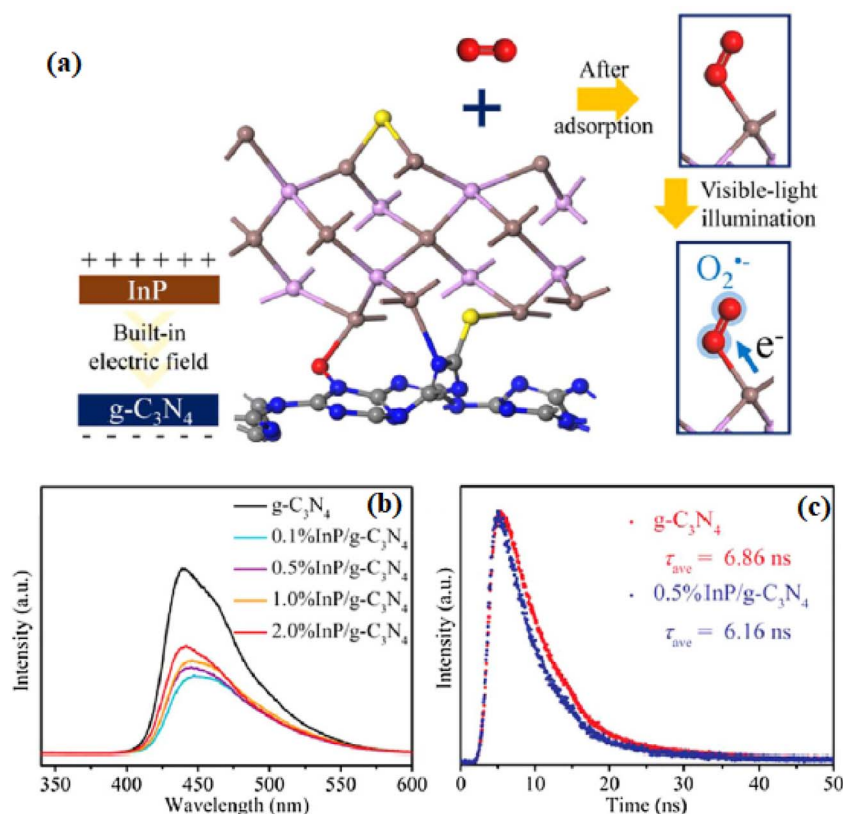 (a)
After
adsorption
+
Visible-light
illumination
+ + + + + +
InP
Built-in
electric field
g-C₃N₄
- - - - - -
O₂•-
e-
(b)
g-C₃N₄
0.1%InP/g-C₃N₄
0.5%InP/g-C₃N₄
1.0%InP/g-C₃N₄
2.0%InP/g-C₃N₄
Intensity (a.u.)
350 400 450 500 550 600
Wavelength (nm)
(c)
g-C₃N₄
τave = 6.86 ns
0.5%InP/g-C₃N₄
τave = 6.16 ns
Intensity (a.u.)
0 10 20 30 40 50
Time (ns)